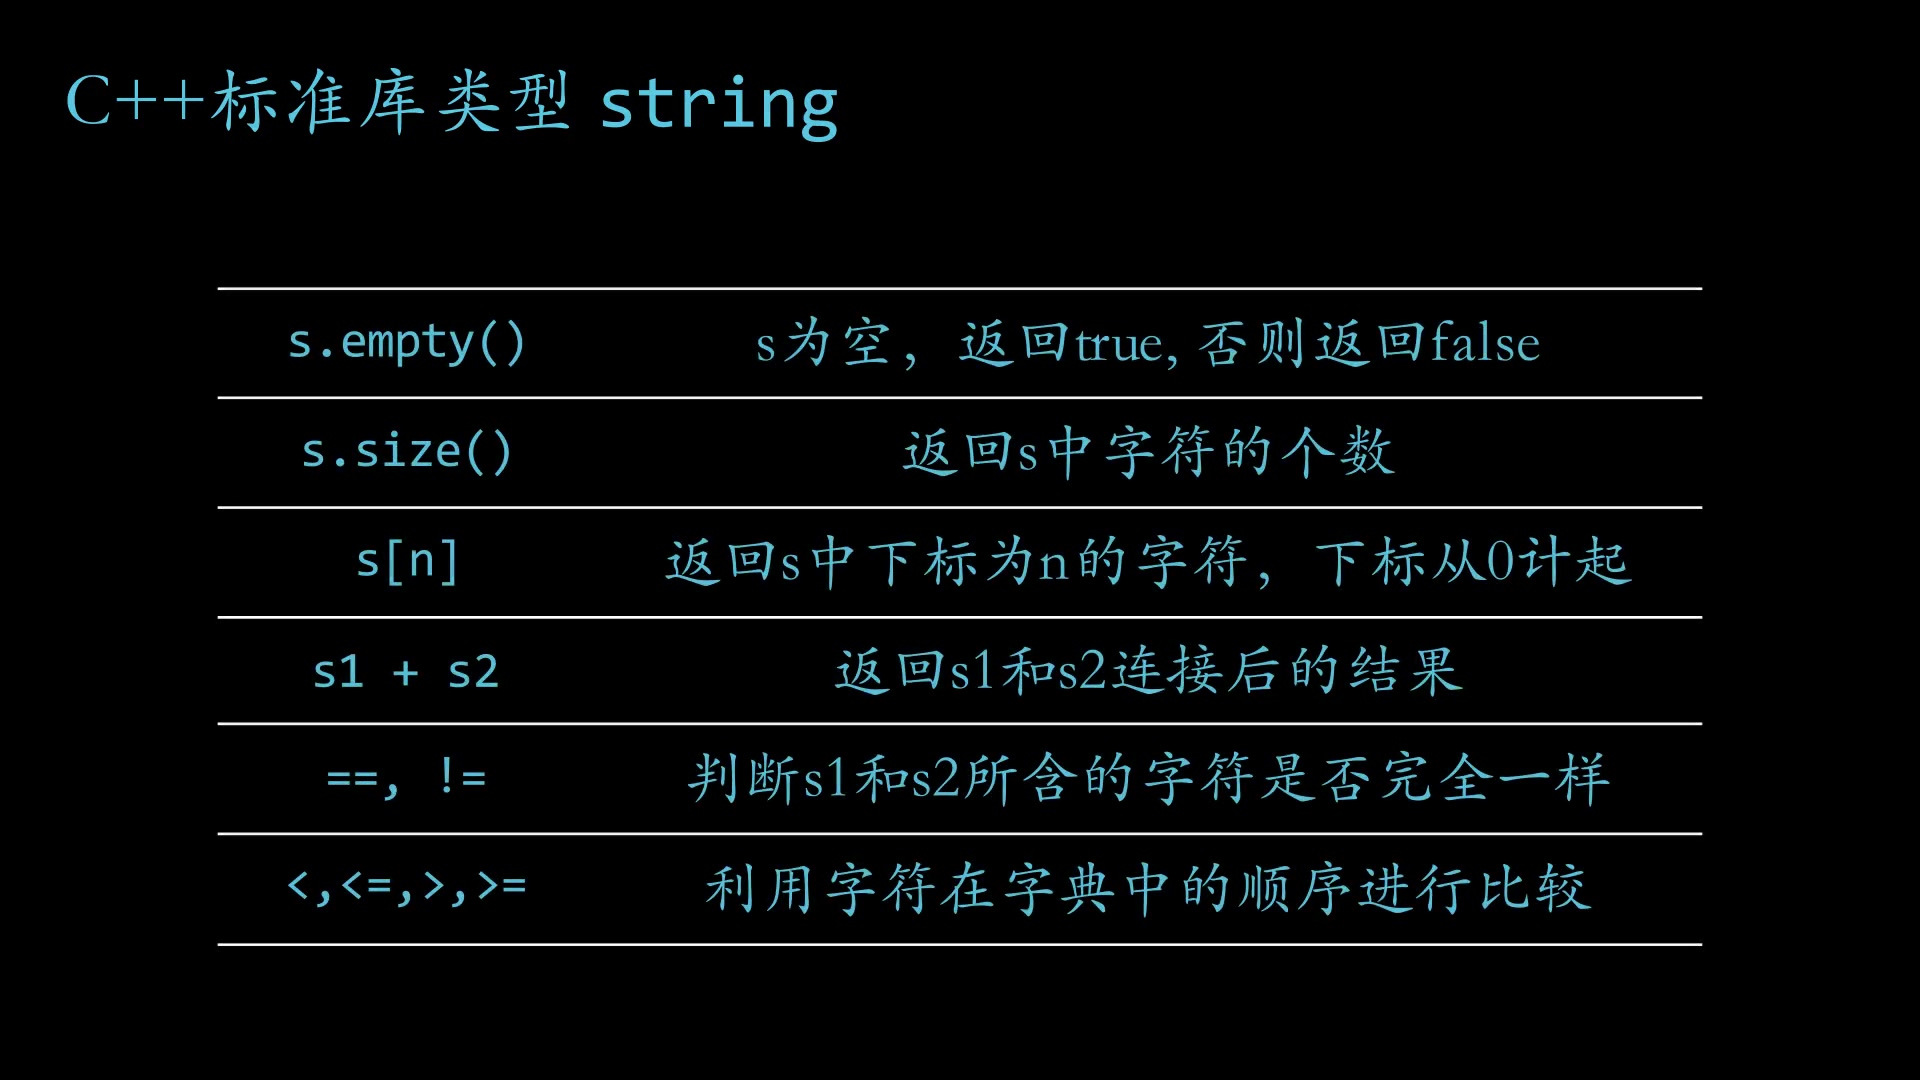 C++标准库类型 string
s.empty() s为空，返回true, 否则返回false
s.size() 返回s中字符的个数
s[n] 返回s中下标为n的字符，下标从0计起
s1 + s2 返回s1和s2连接后的结果
==, != 判断s1和s2所含的字符是否完全一样
<,<=,>,>= 利用字符在字典中的顺序进行比较